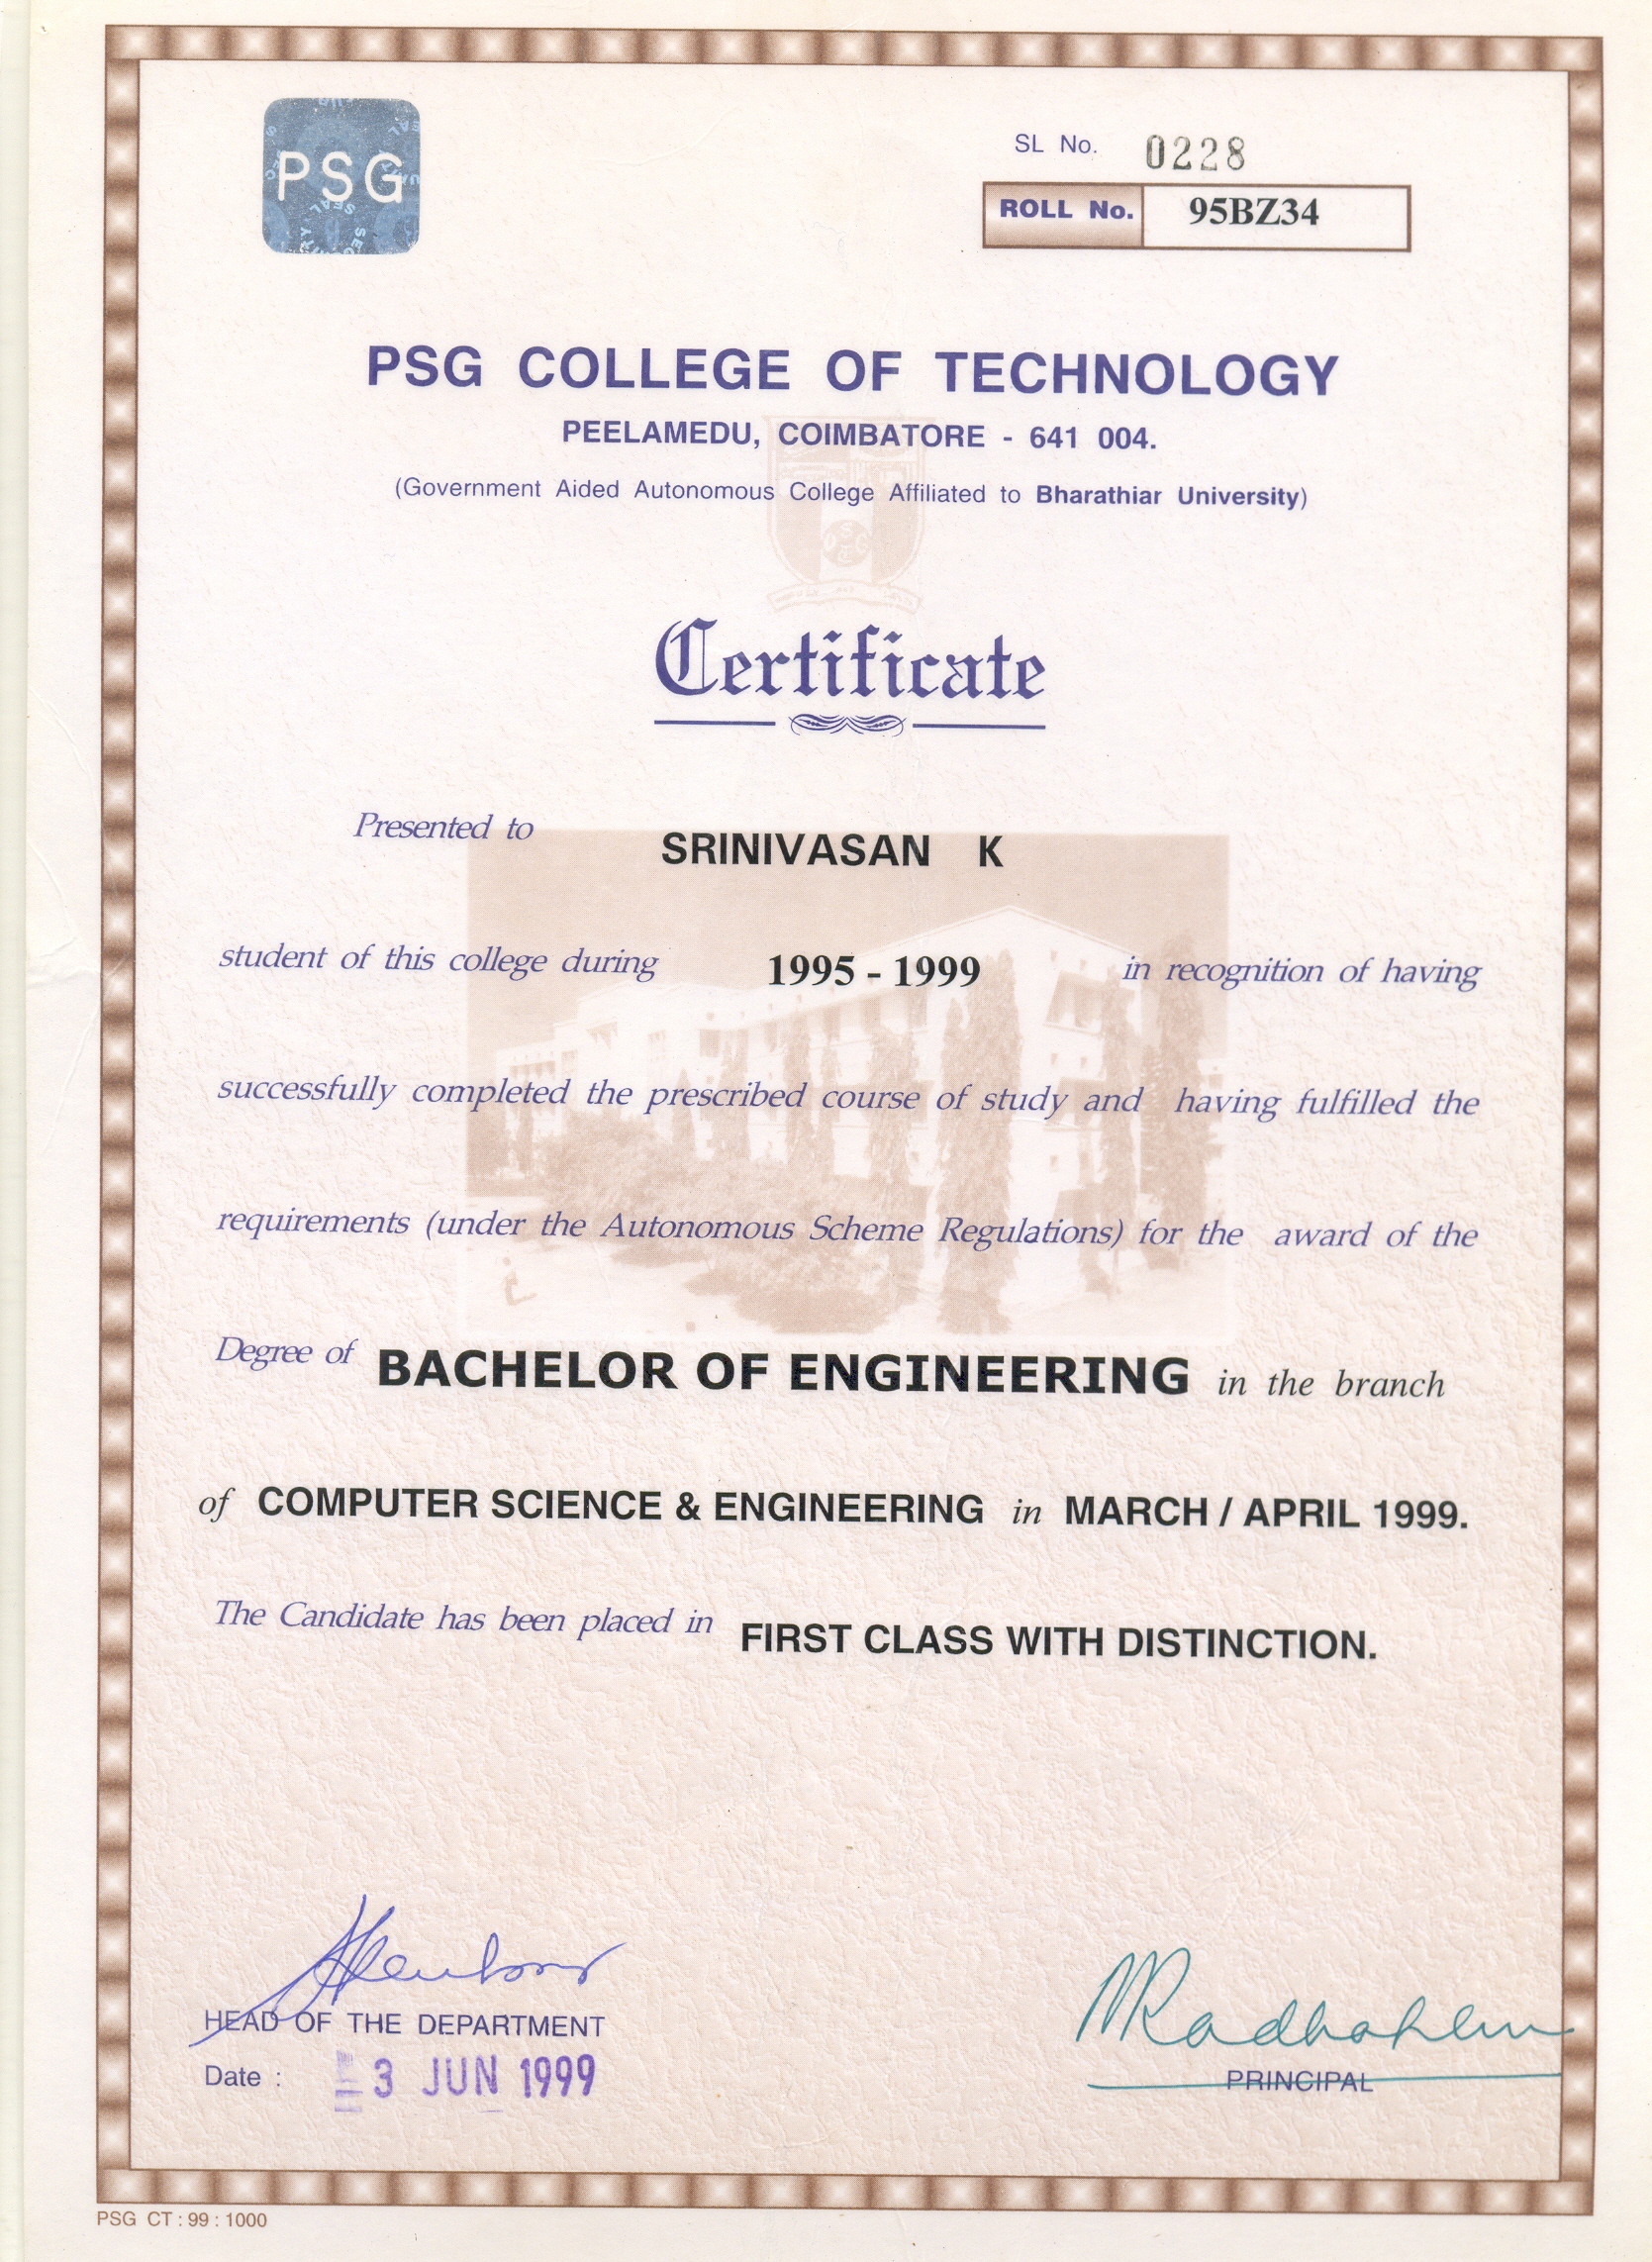 PSG
SL No. 0228
ROLL No. 95BZ34
PSG COLLEGE OF TECHNOLOGY
PEELAMEDU, COIMBATORE - 641 004.
(Government Aided Autonomous College Affiliated to Bharathiar University)
Certificate
Presented to SRINIVASAN K
student of this college during 1995 - 1999 in recognition of having
successfully completed the prescribed course of study and having fulfilled the
requirements (under the Autonomous Scheme Regulations) for the award of the
Degree of BACHELOR OF ENGINEERING in the branch
of COMPUTER SCIENCE & ENGINEERING in MARCH / APRIL 1999.
The Candidate has been placed in FIRST CLASS WITH DISTINCTION.
HEAD OF THE DEPARTMENT
Date : 3 JUN 1999
PRINCIPAL
PSG CT : 99 : 1000